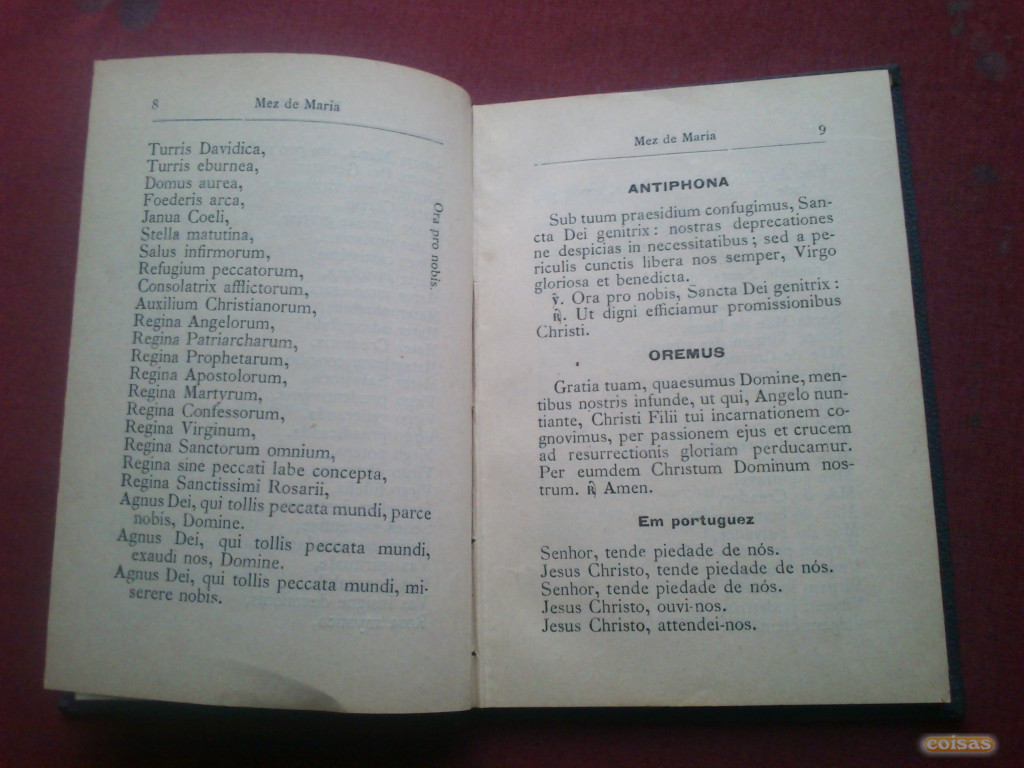 8 Mez de Maria
Turris Davidica,
Turris eburnea,
Domus aurea,
Foederis arca,
Janua Coeli,
Stella matutina,
Salus infirmorum,
Refugium peccatorum,
Consolatrix afflictorum,
Auxilium Christianorum,
Regina Angelorum,
Regina Patriarcharum,
Regina Prophetarum,
Regina Apostolorum,
Regina Martyrum,
Regina Confessorum,
Regina Virginum,
Regina Sanctorum omnium,
Regina sine peccati labe concepta,
Regina Sanctissimi Rosarii,
Ora pro nobis.
Agnus Dei, qui tollis peccata mundi, parce
nobis, Domine.
Agnus Dei, qui tollis peccata mundi,
exaudi nos, Domine.
Agnus Dei, qui tollis peccata mundi, mi-
serere nobis.
Mez de Maria 9
ANTIPHONA
Sub tuum praesidium confugimus, San-
cta Dei genitrix: nostras deprecationes
ne despicias in necessitatibus; sed a pe-
riculis cunctis libera nos semper, Virgo
gloriosa et benedicta.
℣. Ora pro nobis, Sancta Dei genitrix:
℟. Ut digni efficiamur promissionibus
Christi.
OREMUS
Gratia tuam, quaesumus Domine, men-
tibus nostris infunde, ut qui, Angelo nun-
tiante, Christi Filii tui incarnationem co-
gnovimus, per passionem ejus et crucem
ad resurrectionis gloriam perducamur.
Per eumdem Christum Dominum nos-
trum. ℟ Amen.
Em portuguez
Senhor, tende piedade de nós.
Jesus Christo, tende piedade de nós.
Senhor, tende piedade de nós.
Jesus Christo, ouvi-nos.
Jesus Christo, attendei-nos.
coisas